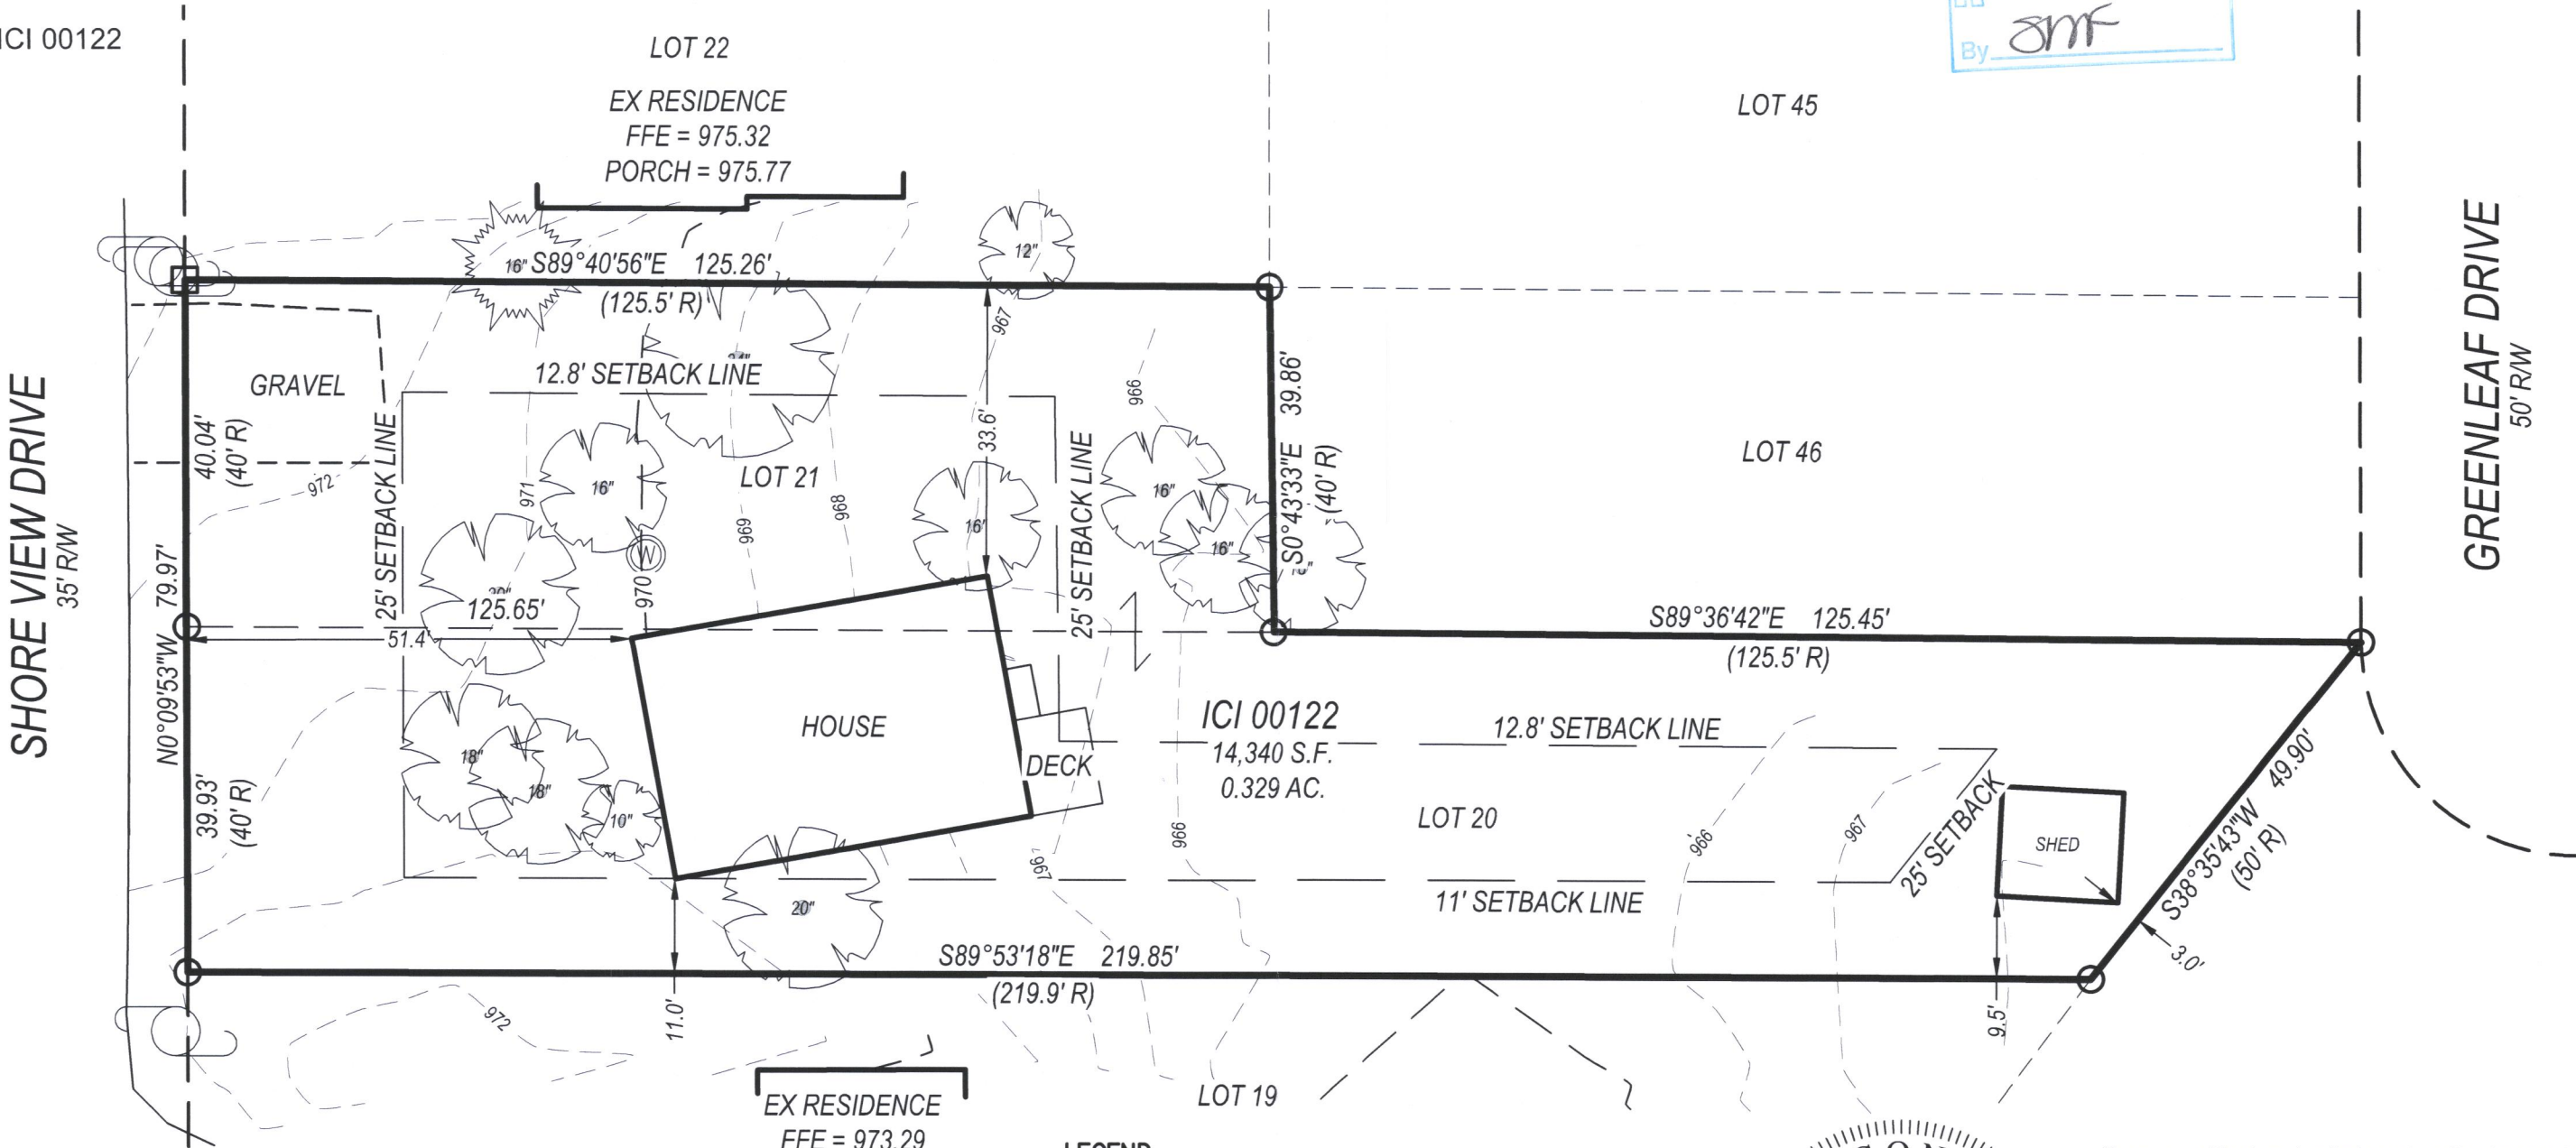 ICI 00122
By SMF
LOT 22
EX RESIDENCE
FFE = 975.32
PORCH = 975.77
LOT 45
12"
16"
S89°40'56"E 125.26'
(125.5' R)
967
24"
12.8' SETBACK LINE
GRAVEL
25' SETBACK LINE
40.04'
(40' R)
972
971
16"
LOT 21
969
968
33.6'
16"
25' SETBACK LINE
966
16"
16"
39.86'
S0°43'33"E
(40' R)
LOT 46
GREENLEAF DRIVE
50' R/W
SHORE VIEW DRIVE
35' R/W
N0°09'53"W 79.97'
W
970
125.65'
51.4'
S89°36'42"E 125.45'
(125.5' R)
HOUSE
DECK
ICI 00122
14,340 S.F.
0.329 AC.
12.8' SETBACK LINE
18"
18"
10"
39.93'
(40' R)
LOT 20
966
966
967
25' SETBACK
SHED
S38°35'43"W 49.90'
(50' R)
967
20"
11' SETBACK LINE
S89°53'18"E 219.85'
(219.9' R)
3.0'
11.0'
9.5'
972
EX RESIDENCE
FFE = 973.29
LOT 19
LEGEND
S O N